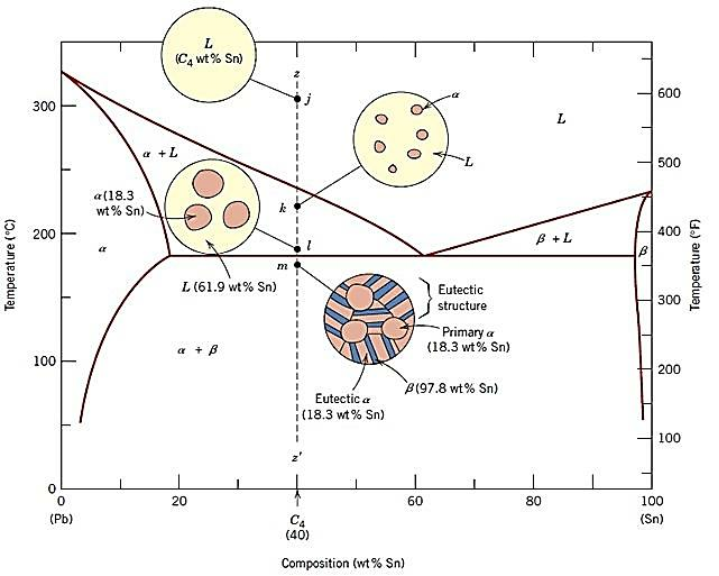 L
(C4 wt% Sn)
z
j
300
600
α
L
α + L
L
500
α (18.3
wt% Sn)
k
200
400
l
β + L
α
β
m
L (61.9 wt% Sn)
Eutectic
structure
300
Primary α
(18.3 wt% Sn)
α + β
100
200
β (97.8 wt% Sn)
Eutectic α
(18.3 wt% Sn)
100
z'
0
0
20
60
80
100
(Pb)
C4
(40)
(Sn)
Composition (wt% Sn)
Temperature (°C)
Temperature (°F)